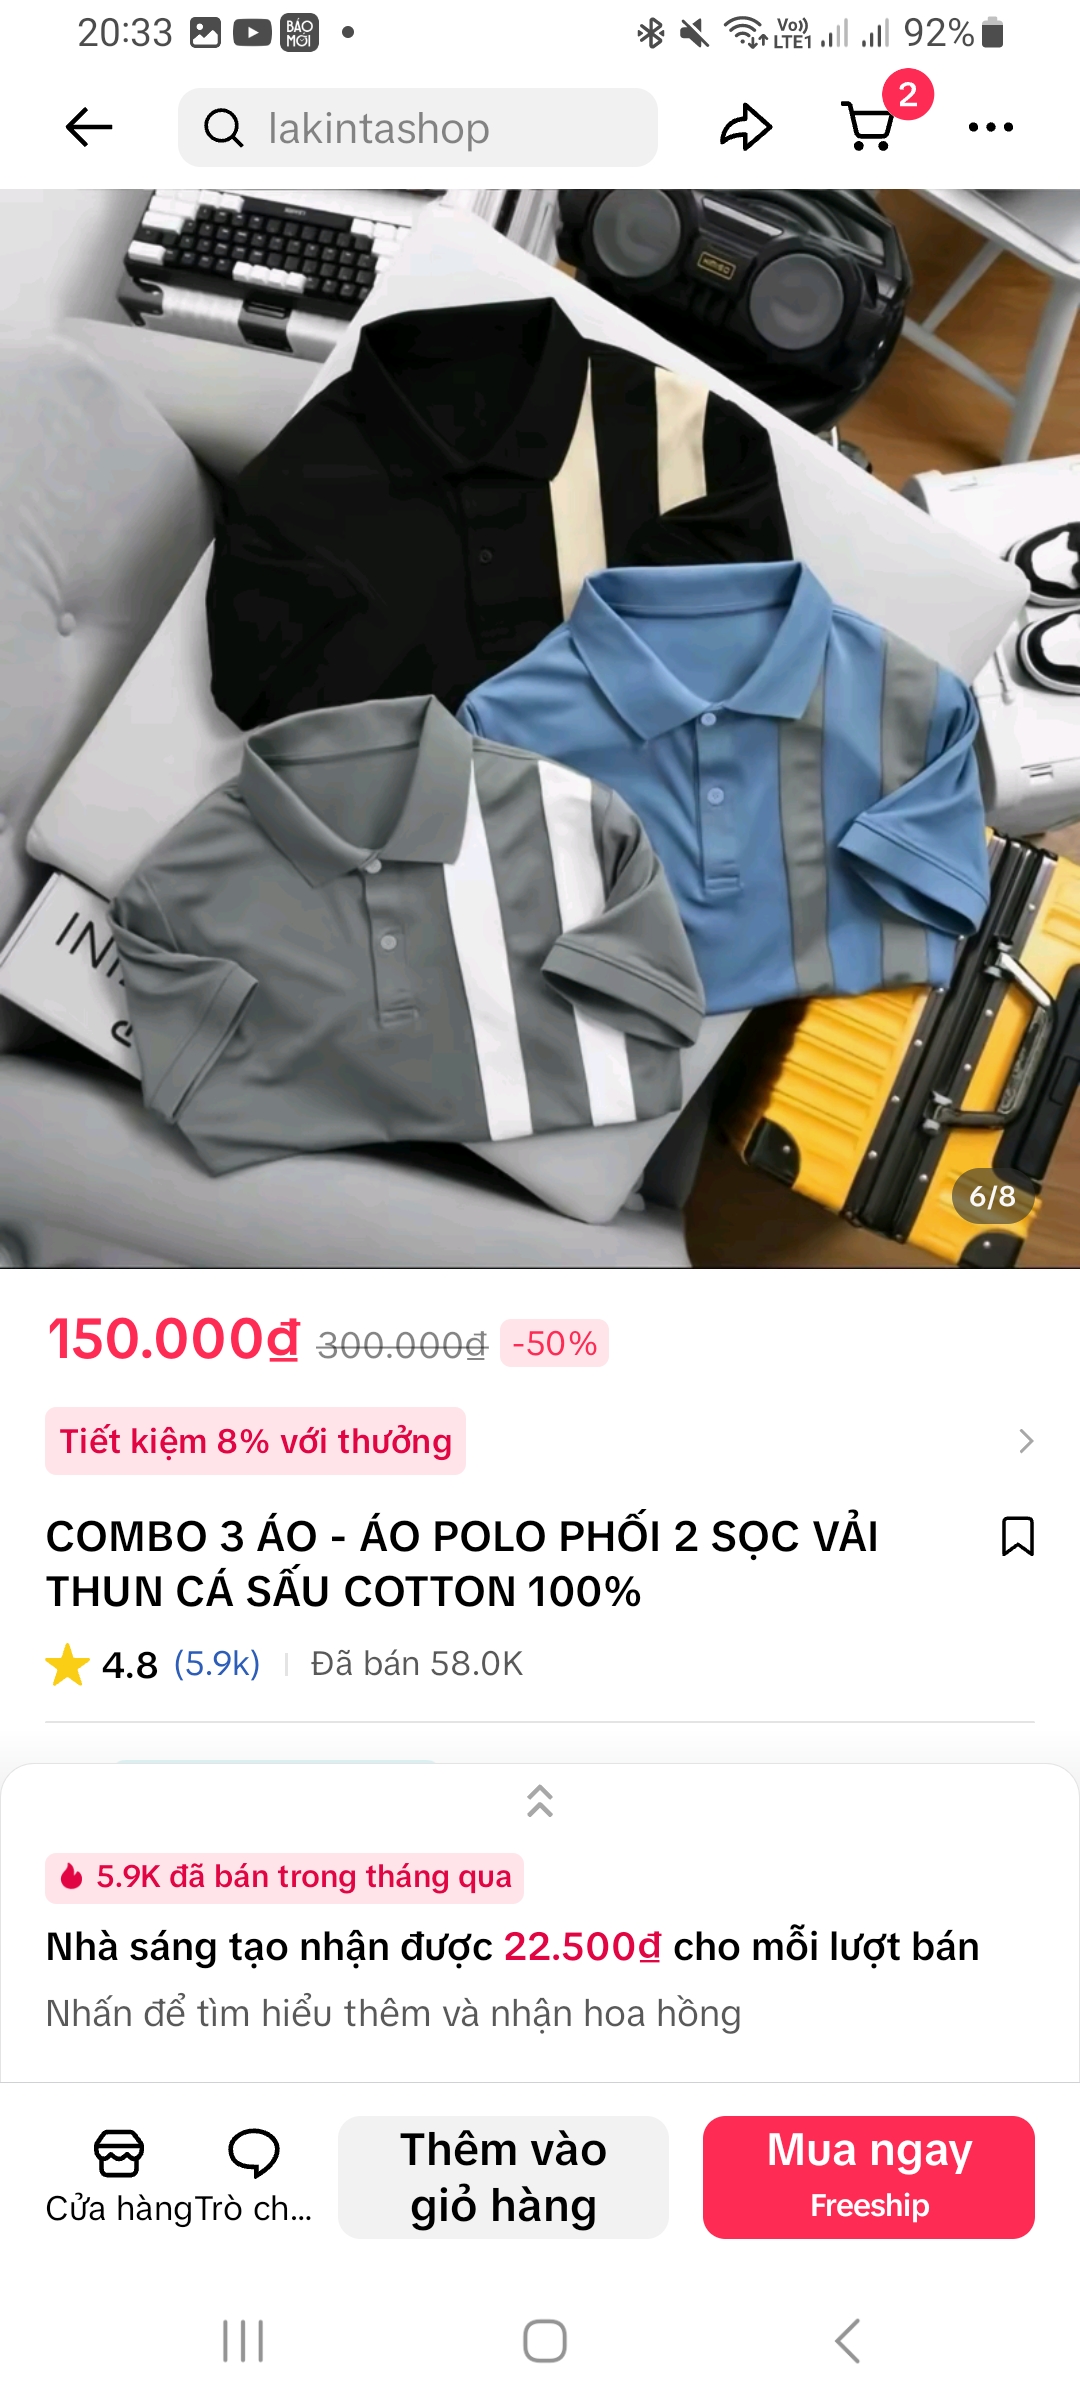 20:33
BÁO
MỚI
Vo))
LTE1
92%
lakintashop
2
6/8
150.000₫ 300.000₫ -50%
Tiết kiệm 8% với thưởng
COMBO 3 ÁO - ÁO POLO PHỐI 2 SỌC VẢI
THUN CÁ SẤU COTTON 100%
4.8 (5.9k) Đã bán 58.0K
5.9K đã bán trong tháng qua
Nhà sáng tạo nhận được 22.500₫ cho mỗi lượt bán
Nhấn để tìm hiểu thêm và nhận hoa hồng
Cửa hàng
Trò ch...
Thêm vào
giỏ hàng
Mua ngay
Freeship